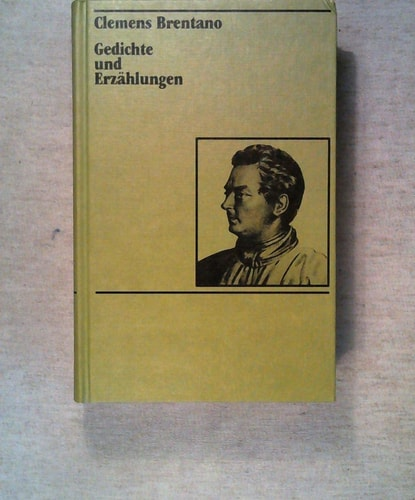 Clemens Brentano
Gedichte
und
Erzählungen